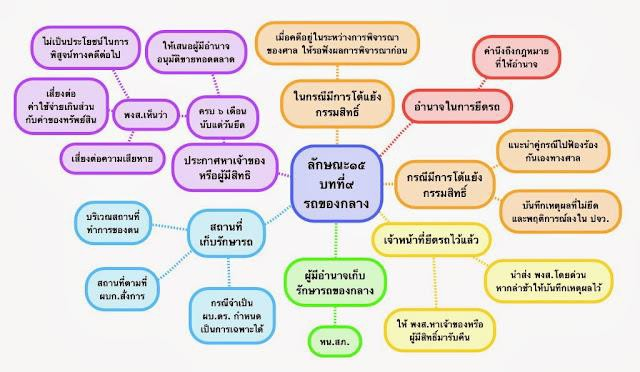 ไม่เป็นประโยชน์ในการ
พิสูจน์ทางคดีต่อไป
ให้เสนอผู้มีอำนาจ
อนุมัติขายทอดตลาด
เมื่อคดีอยู่ในระหว่างการพิจารณา
ของศาล ให้รอฟังผลการพิจารณาก่อน
คำนึงถึงกฎหมาย
ที่ให้อำนาจ
เสี่ยงต่อ
ค่าใช้จ่ายเกินส่วน
กับค่าของทรัพย์สิน
พงส.เห็นว่า
ครบ ๖ เดือน
นับแต่วันยึด
ในกรณีมีการโต้แย้ง
กรรมสิทธิ์
อำนาจในการยึดรถ
เสี่ยงต่อความเสียหาย
ประกาศหาเจ้าของ
หรือผู้มีสิทธิ
ลักษณะ๑๕
บทที่๙
รถของกลาง
กรณีมีการโต้แย้ง
กรรมสิทธิ์
แนะนำคู่กรณีไปฟ้องร้อง
กันเองทางศาล
บันทึกเหตุผลที่ไม่ยึด
และพฤติการณ์ลงใน ปจว.
บริเวณสถานที่
ทำการของตน
สถานที่
เก็บรักษารถ
เจ้าหน้าที่ยึดรถไว้แล้ว
สถานที่ตามที่
ผบก.สั่งการ
กรณีจำเป็น
ผบ.ตร. กำหนด
เป็นการเฉพาะได้
ผู้มีอำนาจเก็บ
รักษารถของกลาง
นำส่ง พงส.โดยด่วน
หากล่าช้าให้บันทึกเหตุผลไว้
หน.สภ.
ให้ พงส.หาเจ้าของหรือ
ผู้มีสิทธิ์มารับคืน